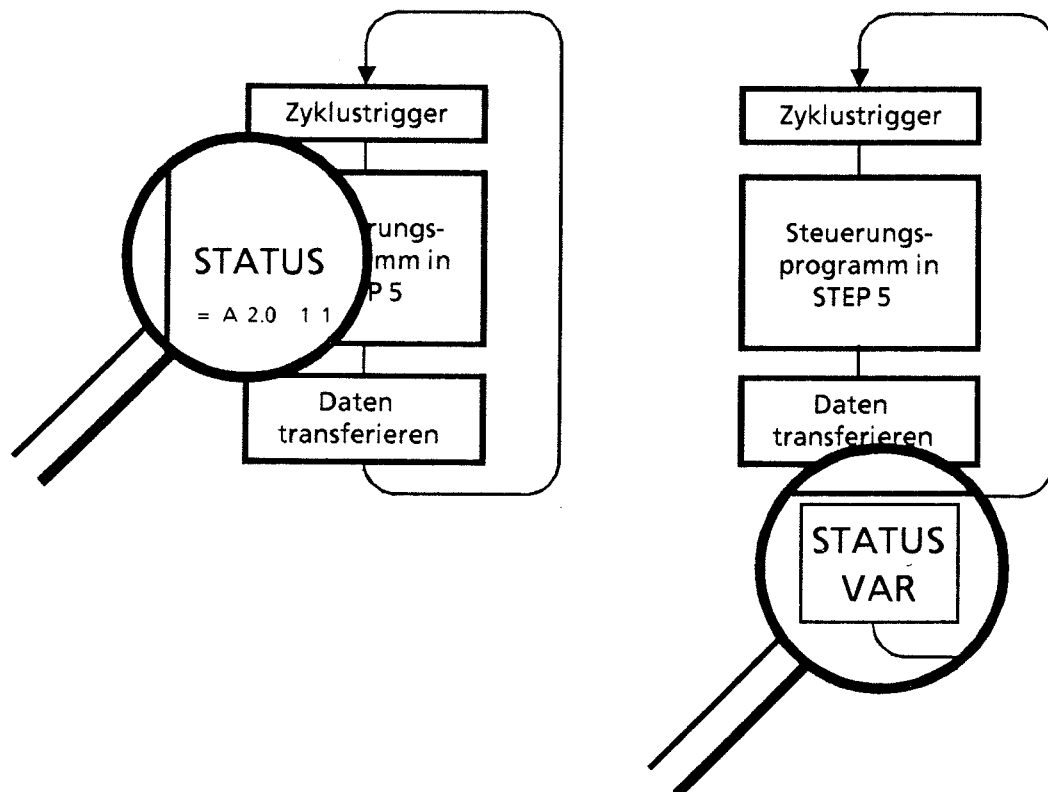 Zyklustrigger
STATUS
= A 2.0 1 1
rungs-
mm in
P 5
Daten
transferieren
Zyklustrigger
Steuerungs-
programm in
STEP 5
Daten
transferieren
STATUS
VAR